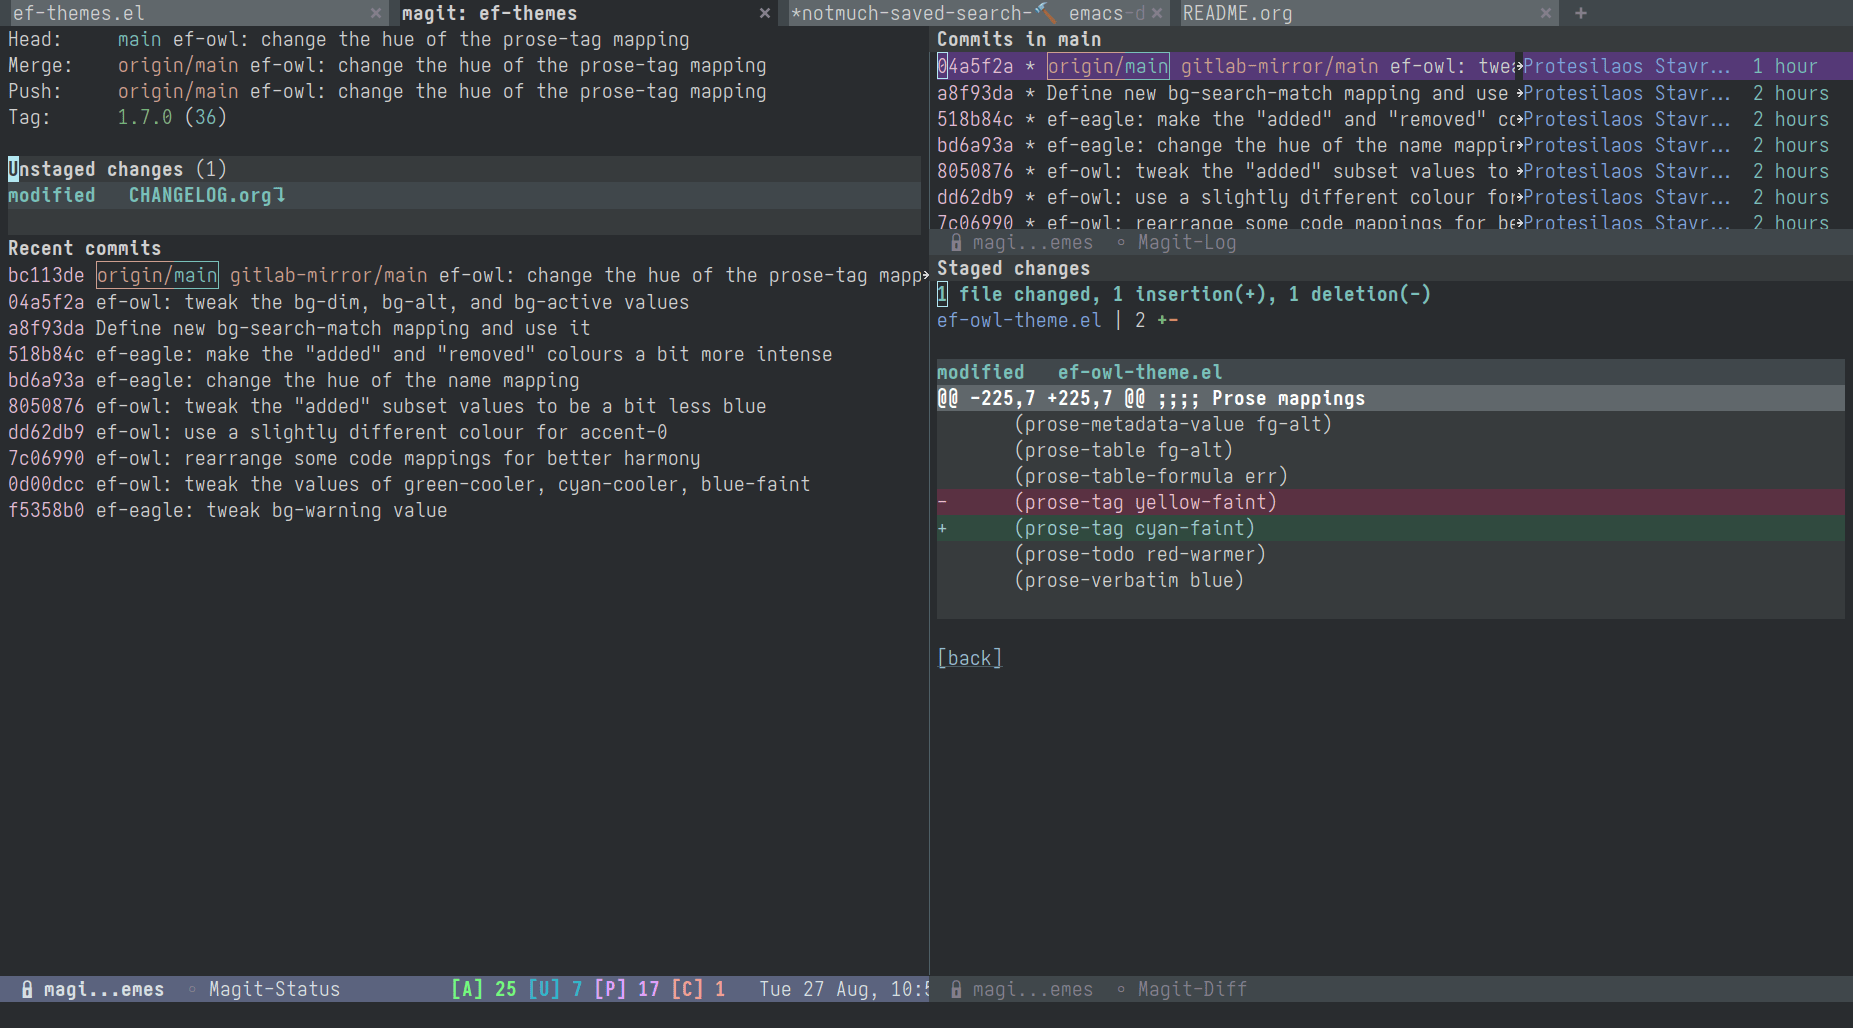 ef-themes.el × magit: ef-themes × *notmuch-saved-search-🔨 emacs-d × README.org × +
Head: main ef-owl: change the hue of the prose-tag mapping
Merge: origin/main ef-owl: change the hue of the prose-tag mapping
Push: origin/main ef-owl: change the hue of the prose-tag mapping
Tag: 1.7.0 (36)
Unstaged changes (1)
modified CHANGELOG.org
Recent commits
bc113de origin/main gitlab-mirror/main ef-owl: change the hue of the prose-tag mapp
04a5f2a ef-owl: tweak the bg-dim, bg-alt, and bg-active values
a8f93da Define new bg-search-match mapping and use it
518b84c ef-eagle: make the "added" and "removed" colours a bit more intense
bd6a93a ef-eagle: change the hue of the name mapping
8050876 ef-owl: tweak the "added" subset values to be a bit less blue
dd62db9 ef-owl: use a slightly different colour for accent-0
7c06990 ef-owl: rearrange some code mappings for better harmony
0d00dcc ef-owl: tweak the values of green-cooler, cyan-cooler, blue-faint
f5358b0 ef-eagle: tweak bg-warning value
magi...emes ◦ Magit-Status [A] 25 [U] 7 [P] 17 [C] 1 Tue 27 Aug, 10:5
Commits in main
04a5f2a * origin/main gitlab-mirror/main ef-owl: twea Protesilaos Stavr... 1 hour
a8f93da * Define new bg-search-match mapping and use Protesilaos Stavr... 2 hours
518b84c * ef-eagle: make the "added" and "removed" co Protesilaos Stavr... 2 hours
bd6a93a * ef-eagle: change the hue of the name mappin Protesilaos Stavr... 2 hours
8050876 * ef-owl: tweak the "added" subset values to Protesilaos Stavr... 2 hours
dd62db9 * ef-owl: use a slightly different colour for Protesilaos Stavr... 2 hours
7c06990 * ef-owl: rearrange some code mappings for be Protesilaos Stavr... 2 hours
magi...emes ◦ Magit-Log
Staged changes
1 file changed, 1 insertion(+), 1 deletion(-)
ef-owl-theme.el | 2 +-
modified ef-owl-theme.el
@@ -225,7 +225,7 @@ ;;;; Prose mappings
(prose-metadata-value fg-alt)
(prose-table fg-alt)
(prose-table-formula err)
- (prose-tag yellow-faint)
+ (prose-tag cyan-faint)
(prose-todo red-warmer)
(prose-verbatim blue)
[back]
magi...emes ◦ Magit-Diff